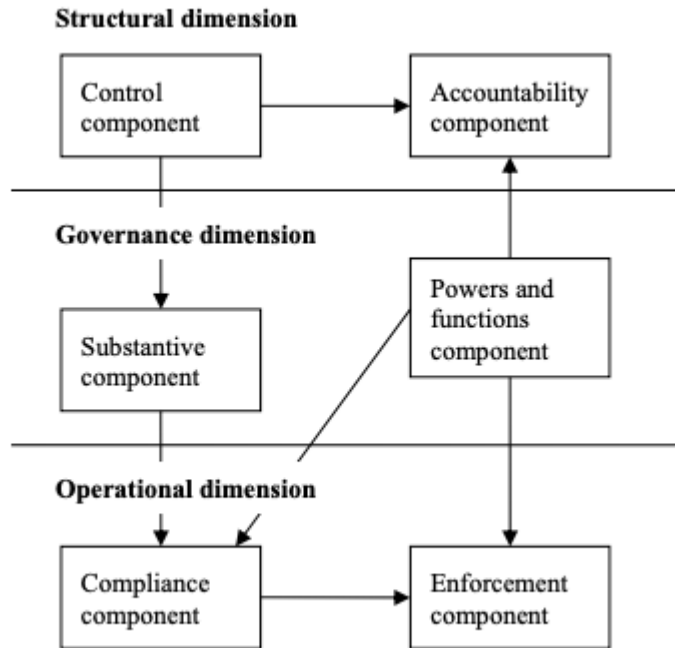 Structural dimension
Control
component
Accountability
component
Governance dimension
Substantive
component
Powers and
functions
component
Operational dimension
Compliance
component
Enforcement
component